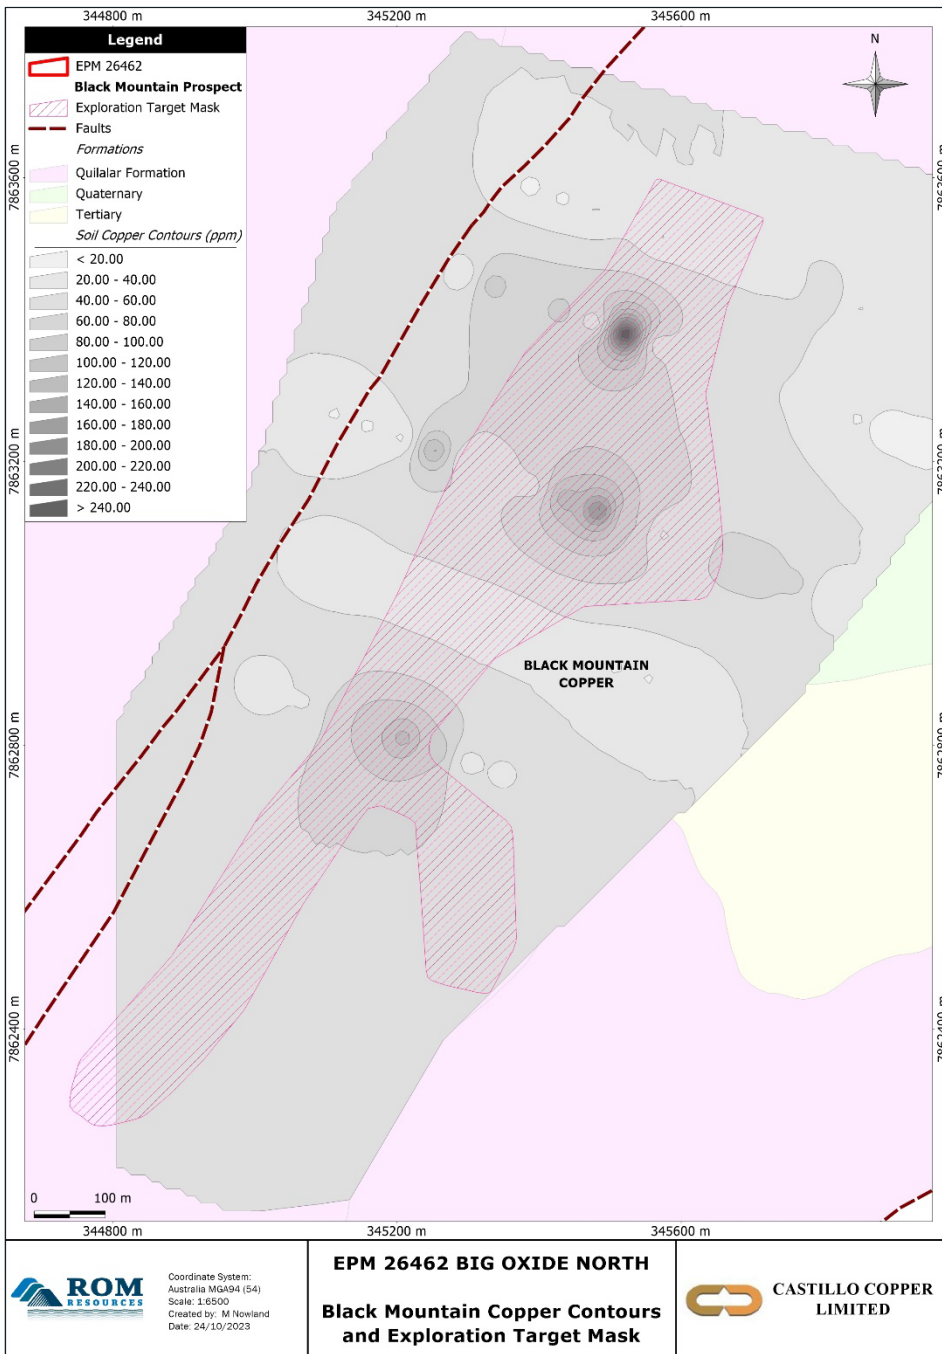 344800 m
345200 m
345600 m
Legend
EPM 26462
Black Mountain Prospect
Exploration Target Mask
Faults
Formations
Quilalar Formation
Quaternary
Tertiary
Soil Copper Contours (ppm)
< 20.00
20.00 - 40.00
40.00 - 60.00
60.00 - 80.00
80.00 - 100.00
100.00 - 120.00
120.00 - 140.00
140.00 - 160.00
160.00 - 180.00
180.00 - 200.00
200.00 - 220.00
220.00 - 240.00
> 240.00
N
7863600 m
7863600 m
7863200 m
7863200 m
BLACK MOUNTAIN
COPPER
7862800 m
7862800 m
7862400 m
7862400 m
0 100 m
344800 m
345200 m
345600 m
ROM
RESOURCES
Coordinate System:
Australia MGA94 (54)
Scale: 1:6500
Created by: M Nowland
Date: 24/10/2023
EPM 26462 BIG OXIDE NORTH
Black Mountain Copper Contours
and Exploration Target Mask
CASTILLO COPPER
LIMITED